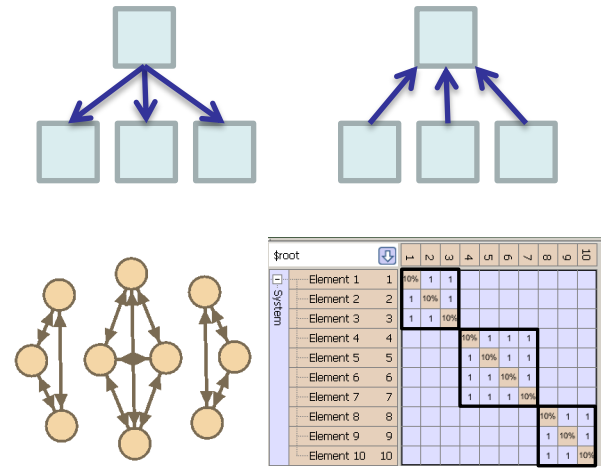 $root 1 2 3 4 5 6 7 8 9 10
System
Element 1 1 10% 1 1
Element 2 2 1 10% 1
Element 3 3 1 1 10%
Element 4 4 10% 1 1 1
Element 5 5 1 10% 1 1
Element 6 6 1 1 10% 1
Element 7 7 1 1 1 10%
Element 8 8 10% 1 1
Element 9 9 1 10% 1
Element 10 10 1 1 10%